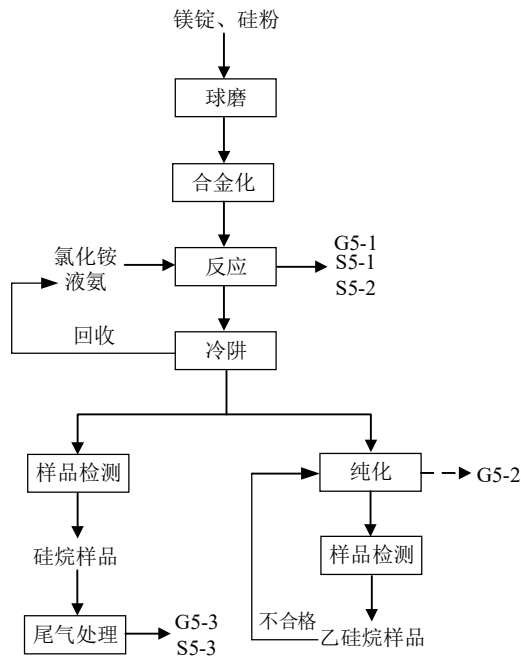 镁锭、硅粉
球磨
合金化
氯化铵
液氨
反应
G5-1
S5-1
S5-2
回收
冷阱
样品检测
纯化
G5-2
硅烷样品
样品检测
尾气处理
G5-3
S5-3
不合格
乙硅烷样品